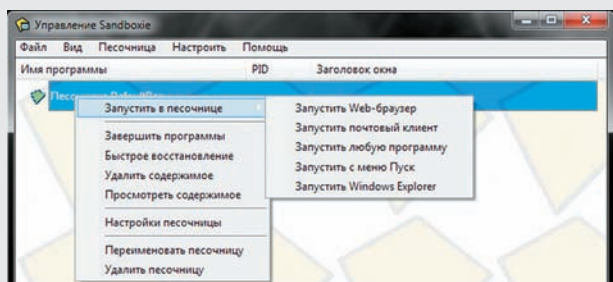 Управление Sandboxie
Файл Вид Песочница Настроить Помощь
Имя программы PID Заголовок окна
Песочница DefaultBox
Запустить в песочнице
Завершить программы
Быстрое восстановление
Удалить содержимое
Просмотреть содержимое
Настройки песочницы
Переименовать песочницу
Удалить песочницу
Запустить Web-браузер
Запустить почтовый клиент
Запустить любую программу
Запустить с меню Пуск
Запустить Windows Explorer